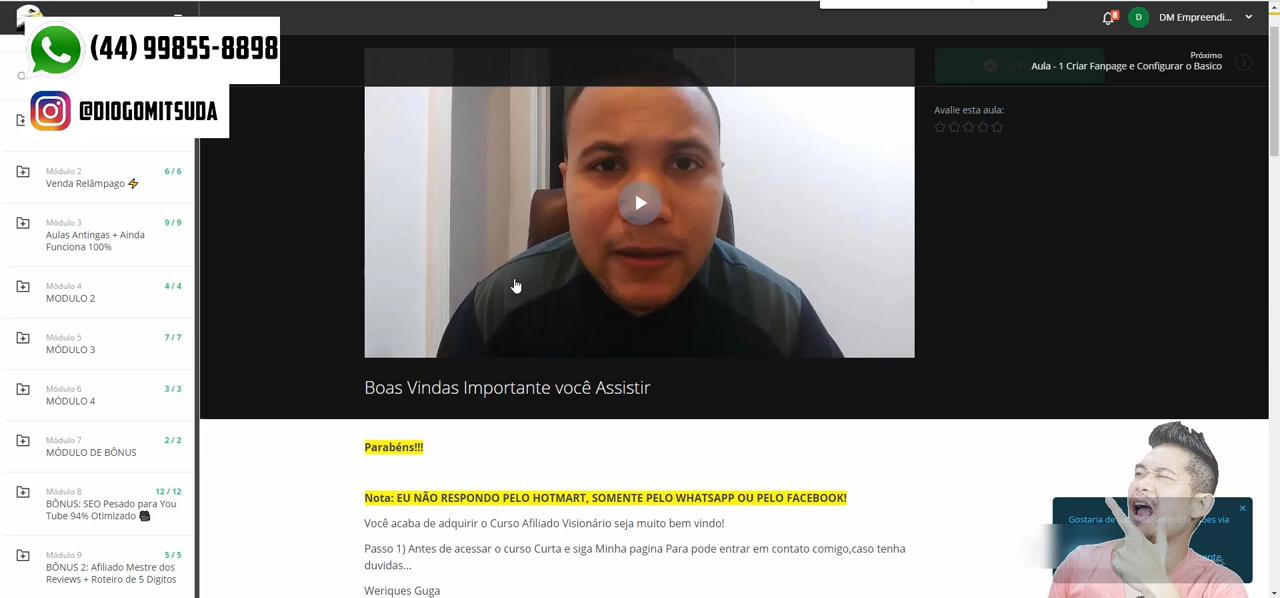 (44) 99855-8898
@DIOGOMITSUDA
8
D
DM Empreendi...
Próximo
Aula - 1 Criar Fanpage e Configurar o Basico
Avalie esta aula:
Módulo 2
6 / 6
Venda Relâmpago ⚡
Módulo 3
9 / 9
Aulas Antingas + Ainda
Funciona 100%
Módulo 4
4 / 4
MODULO 2
Módulo 5
7 / 7
MÓDULO 3
Módulo 6
3 / 3
MÓDULO 4
Módulo 7
2 / 2
MÓDULO DE BÔNUS
Módulo 8
12 / 12
BÔNUS: SEO Pesado para You
Tube 94% Otimizado
Módulo 9
5 / 5
BÔNUS 2: Afiliado Mestre dos
Reviews + Roteiro de 5 Digitos
Boas Vindas Importante você Assistir
Parabéns!!!
Nota: EU NÃO RESPONDO PELO HOTMART, SOMENTE PELO WHATSAPP OU PELO FACEBOOK!
Você acaba de adquirir o Curso Afiliado Visionário seja muito bem vindo!
Passo 1) Antes de acessar o curso Curta e siga Minha pagina Para pode entrar em contato comigo,caso tenha
duvidas...
Weriques Guga
Gostaria de
via